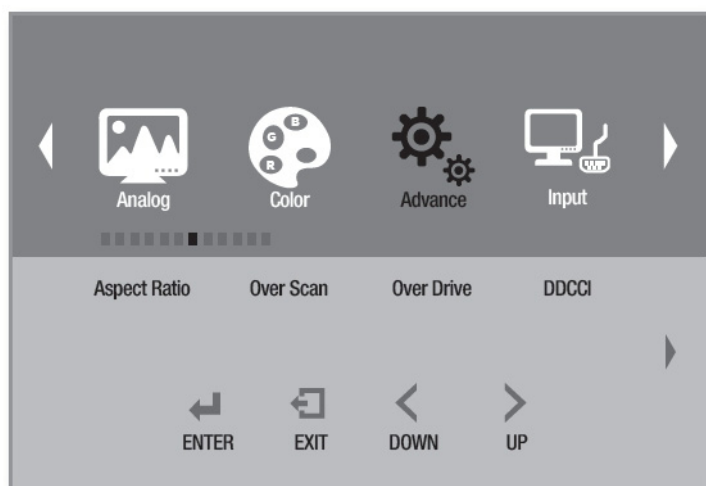 B
G
R
Analog Color Advance Input
Aspect Ratio Over Scan Over Drive DDCCI
ENTER EXIT DOWN UP